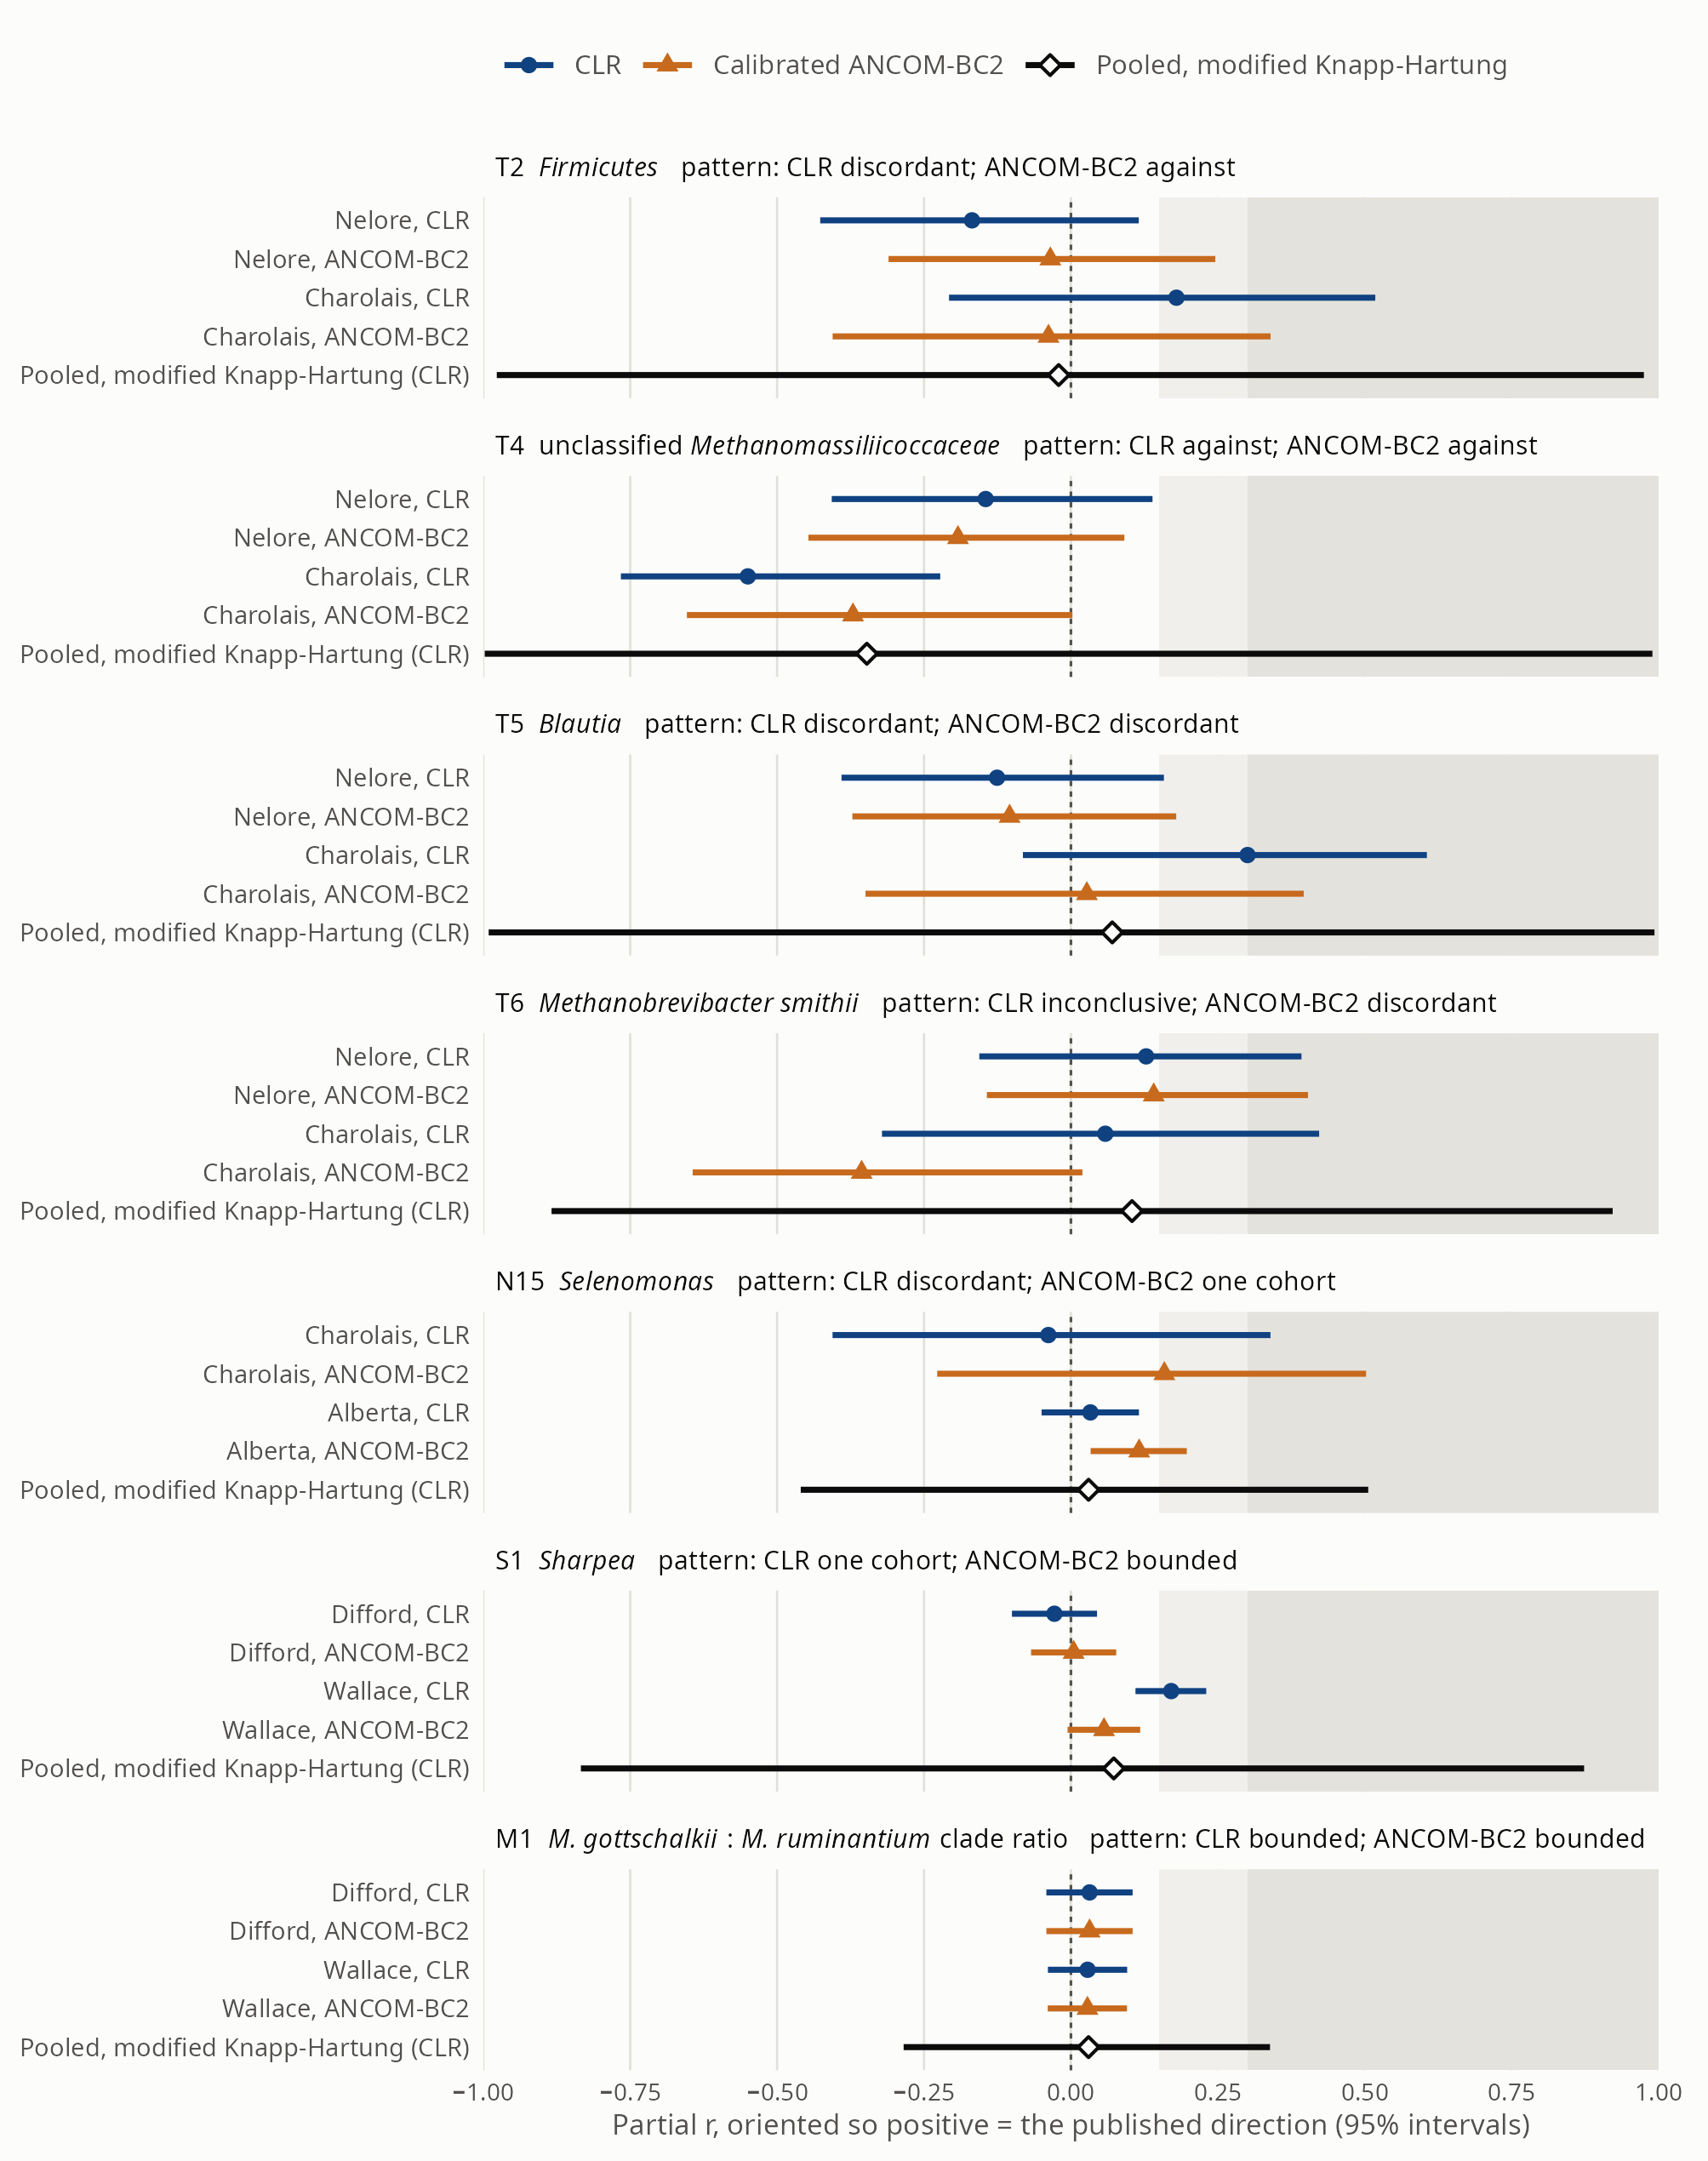 CLR Calibrated ANCOM-BC2 Pooled, modified Knapp-Hartung
T2 Firmicutes pattern: CLR discordant; ANCOM-BC2 against
Nelore, CLR
Nelore, ANCOM-BC2
Charolais, CLR
Charolais, ANCOM-BC2
Pooled, modified Knapp-Hartung (CLR)
T4 unclassified Methanomassiliicoccaceae pattern: CLR against; ANCOM-BC2 against
Nelore, CLR
Nelore, ANCOM-BC2
Charolais, CLR
Charolais, ANCOM-BC2
Pooled, modified Knapp-Hartung (CLR)
T5 Blautia pattern: CLR discordant; ANCOM-BC2 discordant
Nelore, CLR
Nelore, ANCOM-BC2
Charolais, CLR
Charolais, ANCOM-BC2
Pooled, modified Knapp-Hartung (CLR)
T6 Methanobrevibacter smithii pattern: CLR inconclusive; ANCOM-BC2 discordant
Nelore, CLR
Nelore, ANCOM-BC2
Charolais, CLR
Charolais, ANCOM-BC2
Pooled, modified Knapp-Hartung (CLR)
N15 Selenomonas pattern: CLR discordant; ANCOM-BC2 one cohort
Charolais, CLR
Charolais, ANCOM-BC2
Alberta, CLR
Alberta, ANCOM-BC2
Pooled, modified Knapp-Hartung (CLR)
S1 Sharpea pattern: CLR one cohort; ANCOM-BC2 bounded
Difford, CLR
Difford, ANCOM-BC2
Wallace, CLR
Wallace, ANCOM-BC2
Pooled, modified Knapp-Hartung (CLR)
M1 M. gottschalkii : M. ruminantium clade ratio pattern: CLR bounded; ANCOM-BC2 bounded
Difford, CLR
Difford, ANCOM-BC2
Wallace, CLR
Wallace, ANCOM-BC2
Pooled, modified Knapp-Hartung (CLR)
−1.00 −0.75 −0.50 −0.25 0.00 0.25 0.50 0.75 1.00
Partial r, oriented so positive = the published direction (95% intervals)